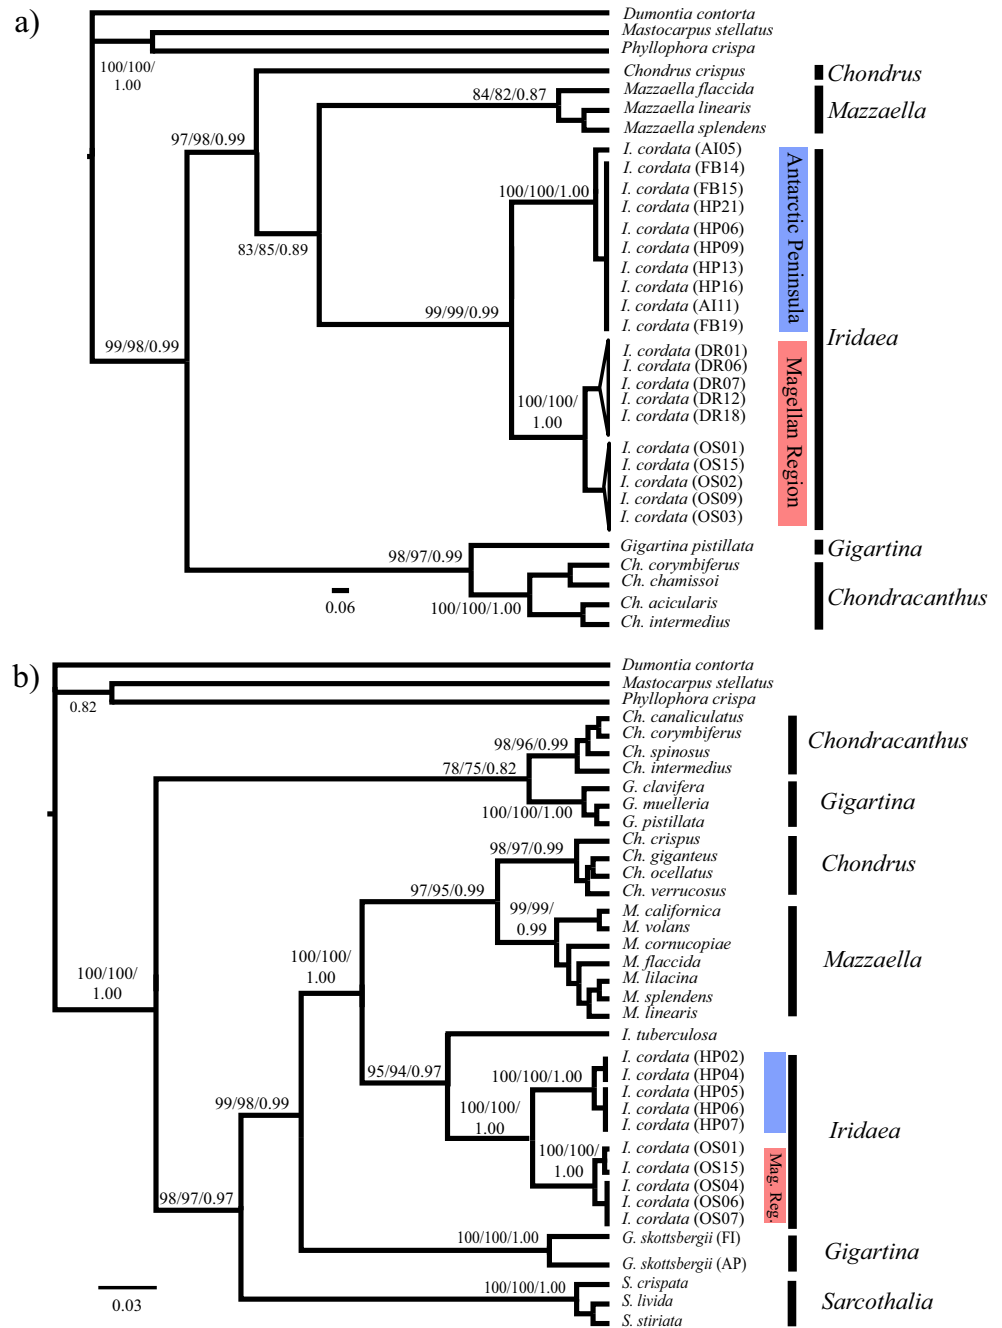 a)
Dumontia contorta
Mastocarpus stellatus
Phyllophora crispa
100/100/
1.00
Chondrus crispus
Chondrus
Mazzaella flaccida
Mazzaella linearis
Mazzaella splendens
Mazzaella
84/82/0.87
97/98/0.99
I. cordata (AI05)
I. cordata (FB14)
I. cordata (FB15)
I. cordata (HP21)
I. cordata (HP06)
I. cordata (HP09)
I. cordata (HP13)
I. cordata (HP16)
I. cordata (AI11)
I. cordata (FB19)
Antarctic Peninsula
100/100/1.00
83/85/0.89
99/99/0.99
Iridaea
99/98/0.99
I. cordata (DR01)
I. cordata (DR06)
I. cordata (DR07)
I. cordata (DR12)
I. cordata (DR18)
100/100/
1.00
Magellan Region
I. cordata (OS01)
I. cordata (OS15)
I. cordata (OS02)
I. cordata (OS09)
I. cordata (OS03)
Gigartina pistillata
Gigartina
98/97/0.99
Ch. corymbiferus
Ch. chamissoi
Ch. acicularis
Ch. intermedius
Chondracanthus
100/100/1.00
0.06
b)
Dumontia contorta
Mastocarpus stellatus
Phyllophora crispa
0.82
Ch. canaliculatus
Ch. corymbiferus
Ch. spinosus
Ch. intermedius
Chondracanthus
98/96/0.99
78/75/0.82
G. clavifera
G. muelleria
G. pistillata
Gigartina
100/100/1.00
Ch. crispus
Ch. giganteus
Ch. ocellatus
Ch. verrucosus
Chondrus
98/97/0.99
97/95/0.99
M. californica
M. volans
M. cornucopiae
M. flaccida
M. lilacina
M. splendens
M. linearis
Mazzaella
99/99/
0.99
100/100/
1.00
100/100/
1.00
I. tuberculosa
I. cordata (HP02)
I. cordata (HP04)
I. cordata (HP05)
I. cordata (HP06)
I. cordata (HP07)
95/94/0.97
100/100/1.00
99/98/0.99
100/100/
1.00
Iridaea
I. cordata (OS01)
I. cordata (OS15)
I. cordata (OS04)
I. cordata (OS06)
I. cordata (OS07)
100/100/
1.00
Mag. Reg.
98/97/0.97
G. skottsbergii (FI)
G. skottsbergii (AP)
Gigartina
100/100/1.00
S. crispata
S. livida
S. stiriata
Sarcothalia
100/100/1.00
0.03